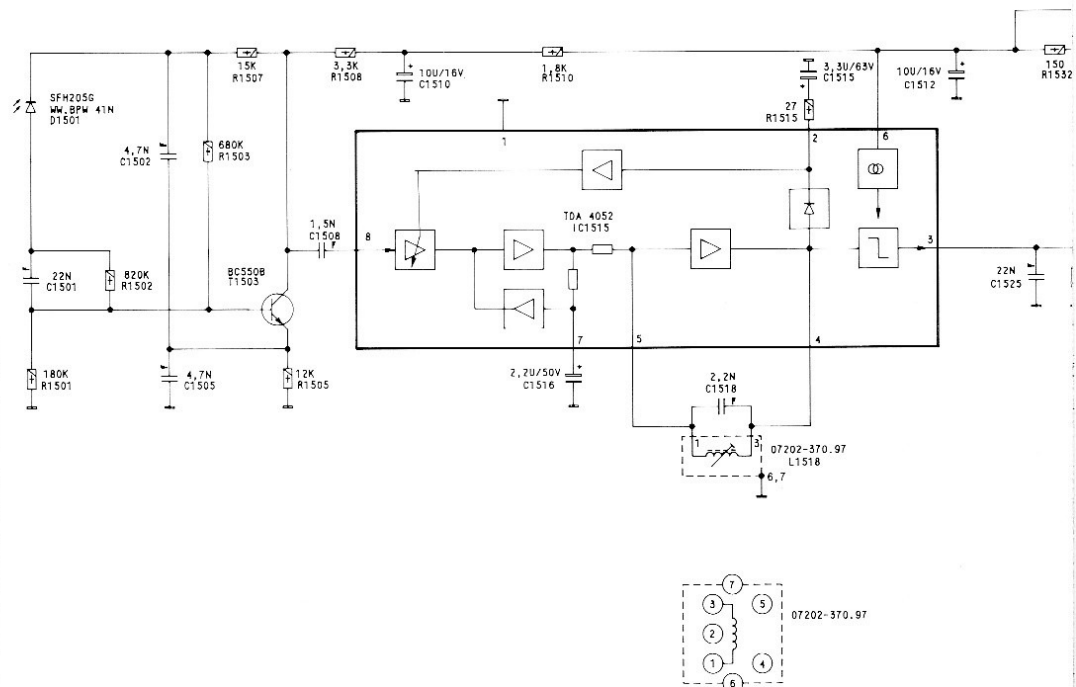 15K
R1507
3,3K
R1508
10U/16V
C1510
1,8K
R1510
3,3U/63V
C1515
10U/16V
C1512
150
R1532
SFH205G
WW.BPW 41N
D1501
27
R1515
4,7N
C1502
680K
R1503
1
2
6
TDA 4052
IC1515
1,5N
C1508
8
3
22N
C1501
820K
R1502
BC550B
T1503
22N
C1525
7
5
4
180K
R1501
4,7N
C1505
12K
R1505
2,2U/50V
C1516
2,2N
C1518
1
3
07202-370.97
L1518
6,7
7
3
5
07202-370.97
2
1
4
6